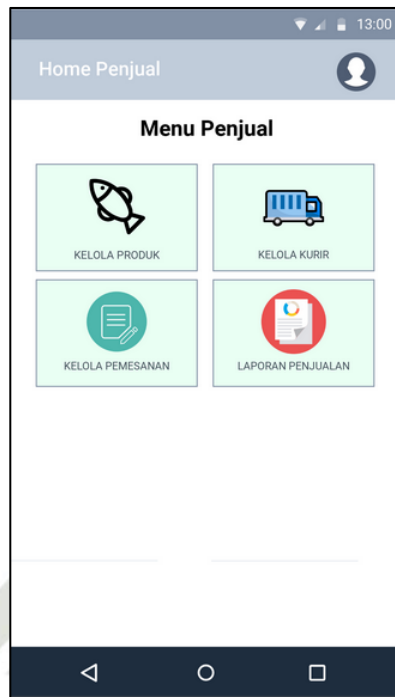 13:00
Home Penjual
Menu Penjual
KELOLA PRODUK
KELOLA KURIR
KELOLA PEMESANAN
LAPORAN PENJUALAN